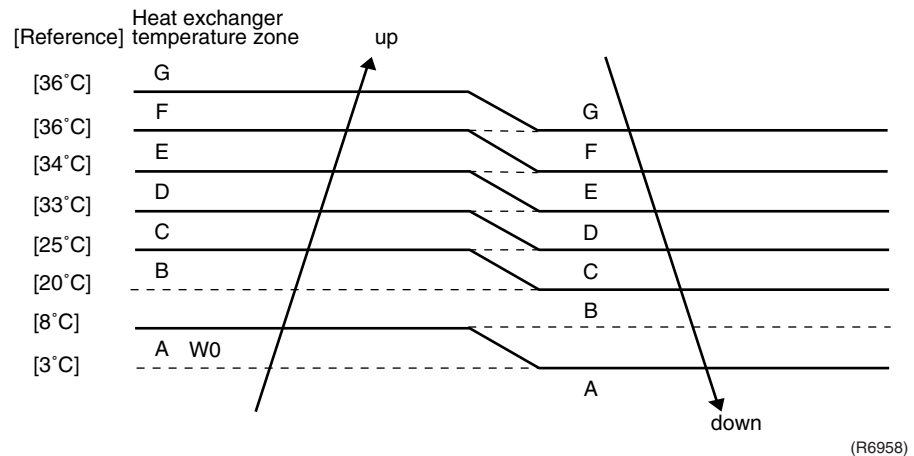 Heat exchanger
[Reference] temperature zone up
[36˚C] G
F G
[36˚C]
E F
[34˚C]
D E
[33˚C]
C D
[25˚C]
B C
[20˚C]
B
[8˚C]
A W0
[3˚C]
A
down
(R6958)